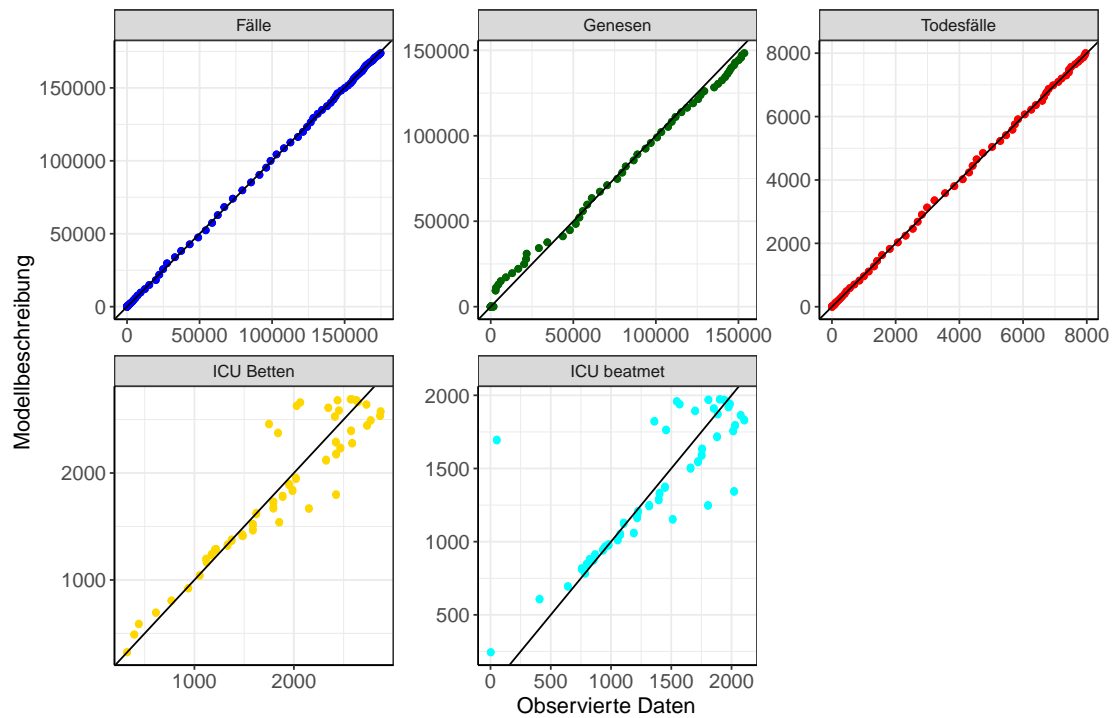 Fälle
Genesen
Todesfälle
150000
100000
50000
0
0 50000 100000 150000
150000
100000
50000
0
0 50000 100000 150000
8000
6000
4000
2000
0
0 2000 4000 6000 8000
Modellbeschreibung
ICU Betten
ICU beatmet
2000
1000
1000 2000
2000
1500
1000
500
0 500 1000 1500 2000
Observierte Daten